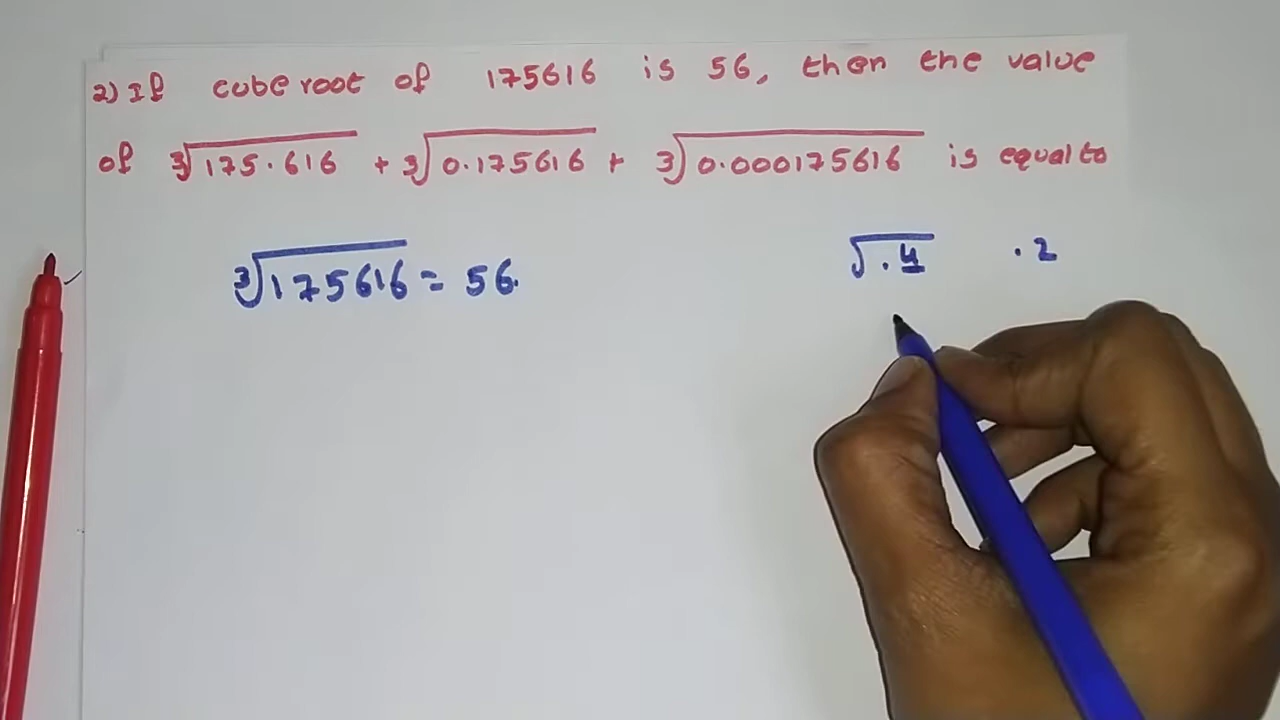 2) If cube root of 175616 is 56, then the value
of ∛175.616 + ∛0.175616 + ∛0.000175616 is equal to
∛175616 = 56. √.4 .2